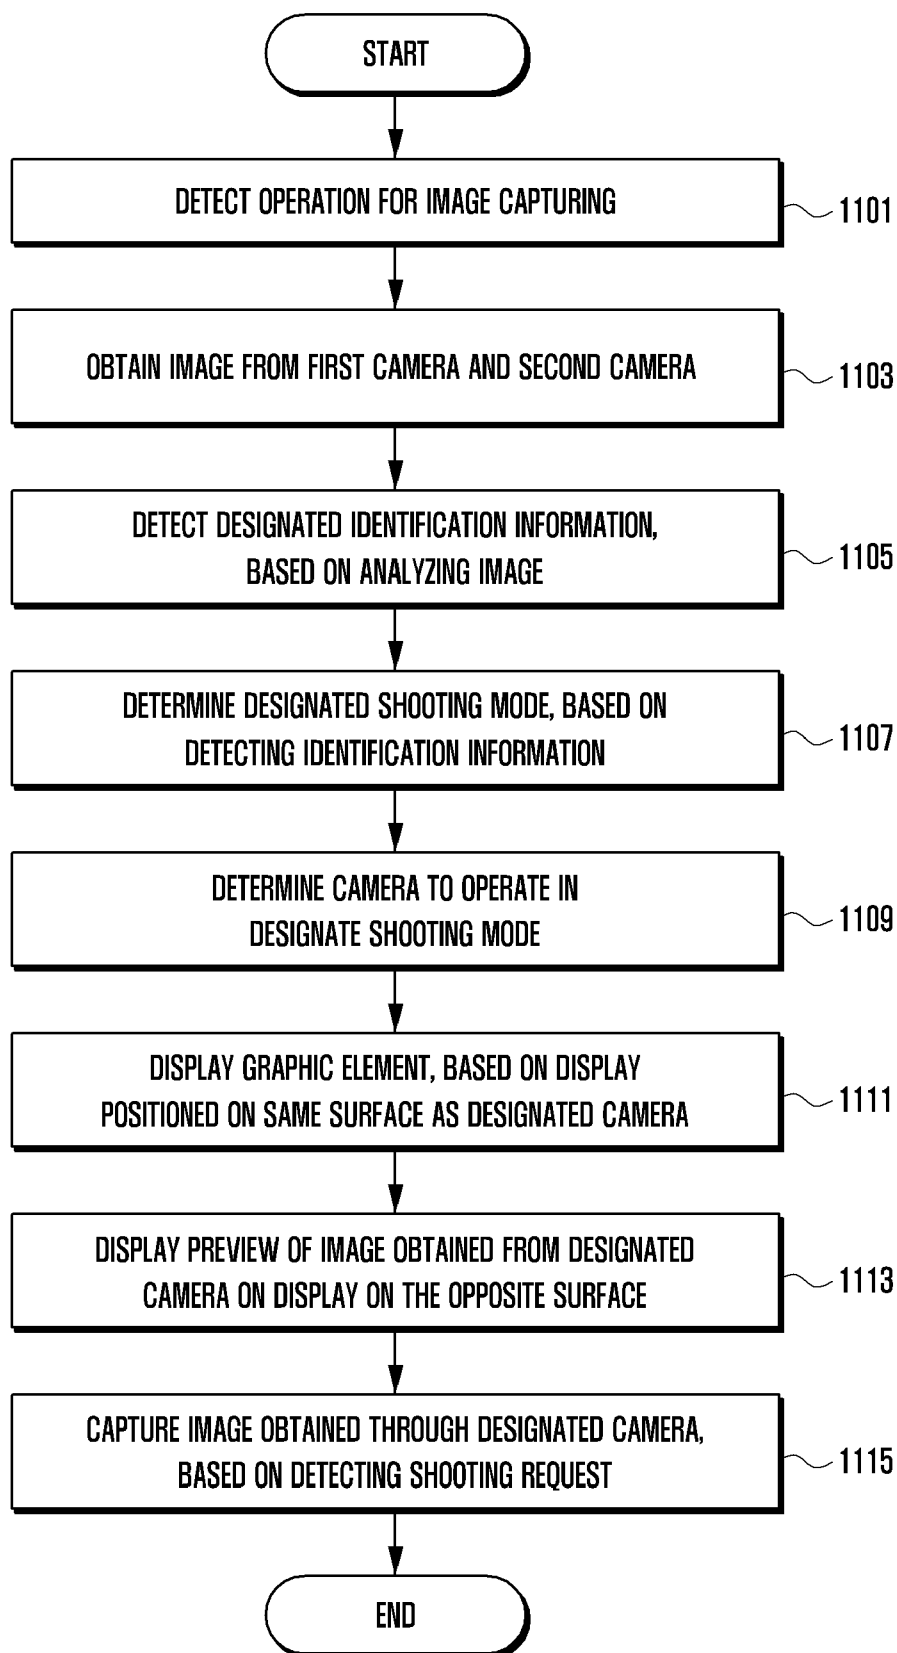 START
DETECT OPERATION FOR IMAGE CAPTURING
1101
OBTAIN IMAGE FROM FIRST CAMERA AND SECOND CAMERA
1103
DETECT DESIGNATED IDENTIFICATION INFORMATION,
BASED ON ANALYZING IMAGE
1105
DETERMINE DESIGNATED SHOOTING MODE, BASED ON
DETECTING IDENTIFICATION INFORMATION
1107
DETERMINE CAMERA TO OPERATE IN
DESIGNATE SHOOTING MODE
1109
DISPLAY GRAPHIC ELEMENT, BASED ON DISPLAY
POSITIONED ON SAME SURFACE AS DESIGNATED CAMERA
1111
DISPLAY PREVIEW OF IMAGE OBTAINED FROM DESIGNATED
CAMERA ON DISPLAY ON THE OPPOSITE SURFACE
1113
CAPTURE IMAGE OBTAINED THROUGH DESIGNATED CAMERA,
BASED ON DETECTING SHOOTING REQUEST
1115
END